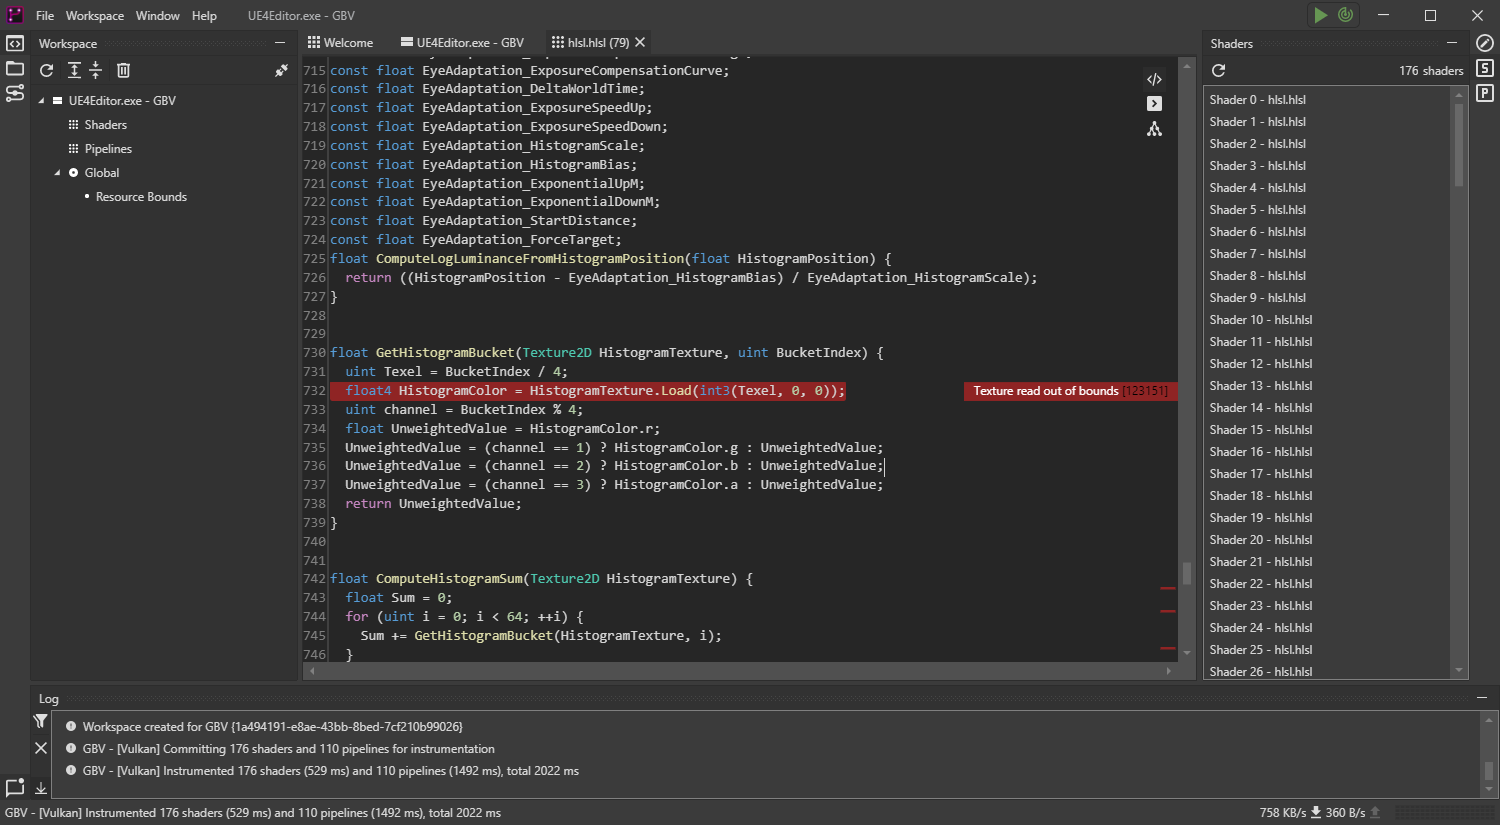 File Workspace Window Help UE4Editor.exe - GBV
Workspace
UE4Editor.exe - GBV
Shaders
Pipelines
Global
Resource Bounds
Welcome UE4Editor.exe - GBV hlsl.hlsl (79)
715 const float EyeAdaptation_ExposureCompensationCurve;
716 const float EyeAdaptation_DeltaWorldTime;
717 const float EyeAdaptation_ExposureSpeedUp;
718 const float EyeAdaptation_ExposureSpeedDown;
719 const float EyeAdaptation_HistogramScale;
720 const float EyeAdaptation_HistogramBias;
721 const float EyeAdaptation_ExponentialUpM;
722 const float EyeAdaptation_ExponentialDownM;
723 const float EyeAdaptation_StartDistance;
724 const float EyeAdaptation_ForceTarget;
725 float ComputeLogLuminanceFromHistogramPosition(float HistogramPosition) {
726 return ((HistogramPosition - EyeAdaptation_HistogramBias) / EyeAdaptation_HistogramScale);
727 }
728
729
730 float GetHistogramBucket(Texture2D HistogramTexture, uint BucketIndex) {
731 uint Texel = BucketIndex / 4;
732 float4 HistogramColor = HistogramTexture.Load(int3(Texel, 0, 0)); Texture read out of bounds [123151]
733 uint channel = BucketIndex % 4;
734 float UnweightedValue = HistogramColor.r;
735 UnweightedValue = (channel == 1) ? HistogramColor.g : UnweightedValue;
736 UnweightedValue = (channel == 2) ? HistogramColor.b : UnweightedValue;
737 UnweightedValue = (channel == 3) ? HistogramColor.a : UnweightedValue;
738 return UnweightedValue;
739 }
740
741
742 float ComputeHistogramSum(Texture2D HistogramTexture) {
743 float Sum = 0;
744 for (uint i = 0; i < 64; ++i) {
745 Sum += GetHistogramBucket(HistogramTexture, i);
746 }
Shaders
176 shaders
Shader 0 - hlsl.hlsl
Shader 1 - hlsl.hlsl
Shader 2 - hlsl.hlsl
Shader 3 - hlsl.hlsl
Shader 4 - hlsl.hlsl
Shader 5 - hlsl.hlsl
Shader 6 - hlsl.hlsl
Shader 7 - hlsl.hlsl
Shader 8 - hlsl.hlsl
Shader 9 - hlsl.hlsl
Shader 10 - hlsl.hlsl
Shader 11 - hlsl.hlsl
Shader 12 - hlsl.hlsl
Shader 13 - hlsl.hlsl
Shader 14 - hlsl.hlsl
Shader 15 - hlsl.hlsl
Shader 16 - hlsl.hlsl
Shader 17 - hlsl.hlsl
Shader 18 - hlsl.hlsl
Shader 19 - hlsl.hlsl
Shader 20 - hlsl.hlsl
Shader 21 - hlsl.hlsl
Shader 22 - hlsl.hlsl
Shader 23 - hlsl.hlsl
Shader 24 - hlsl.hlsl
Shader 25 - hlsl.hlsl
Shader 26 - hlsl.hlsl
S
P
Log
Workspace created for GBV {1a494191-e8ae-43bb-8bed-7cf210b99026}
GBV - [Vulkan] Committing 176 shaders and 110 pipelines for instrumentation
GBV - [Vulkan] Instrumented 176 shaders (529 ms) and 110 pipelines (1492 ms), total 2022 ms
GBV - [Vulkan] Instrumented 176 shaders (529 ms) and 110 pipelines (1492 ms), total 2022 ms
758 KB/s 360 B/s